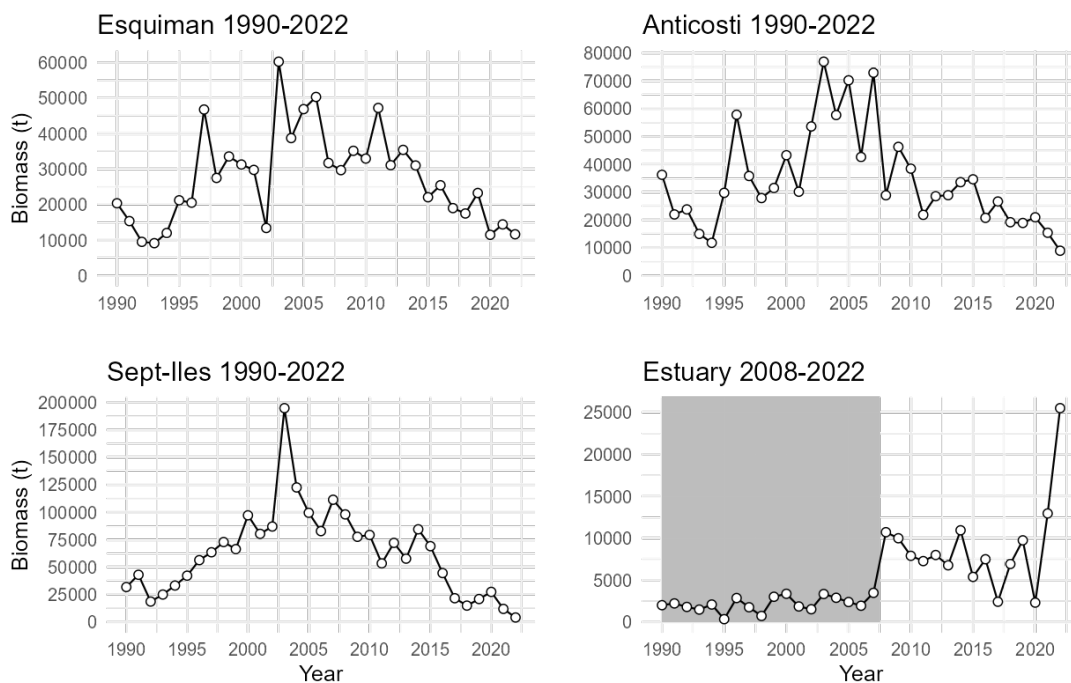 Esquiman 1990-2022
Biomass (t)
60000
50000
40000
30000
20000
10000
0
1990 1995 2000 2005 2010 2015 2020
Anticosti 1990-2022
80000
70000
60000
50000
40000
30000
20000
10000
0
1990 1995 2000 2005 2010 2015 2020
Sept-Iles 1990-2022
Biomass (t)
200000
175000
150000
125000
100000
75000
50000
25000
0
1990 1995 2000 2005 2010 2015 2020
Year
Estuary 2008-2022
25000
20000
15000
10000
5000
0
1990 1995 2000 2005 2010 2015 2020
Year